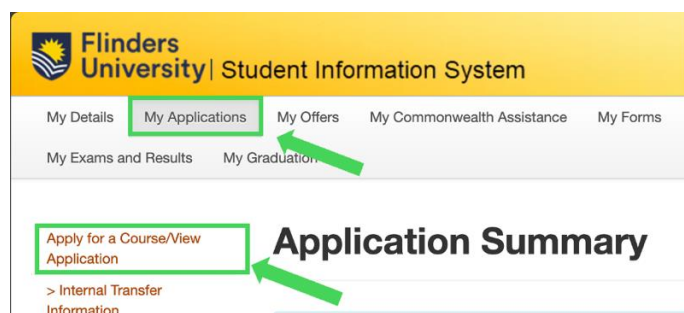 Flinders
University | Student Information System
My Details My Applications My Offers My Commonwealth Assistance My Forms
My Exams and Results My Graduation
Apply for a Course/View
Application
Application Summary
> Internal Transfer
Information